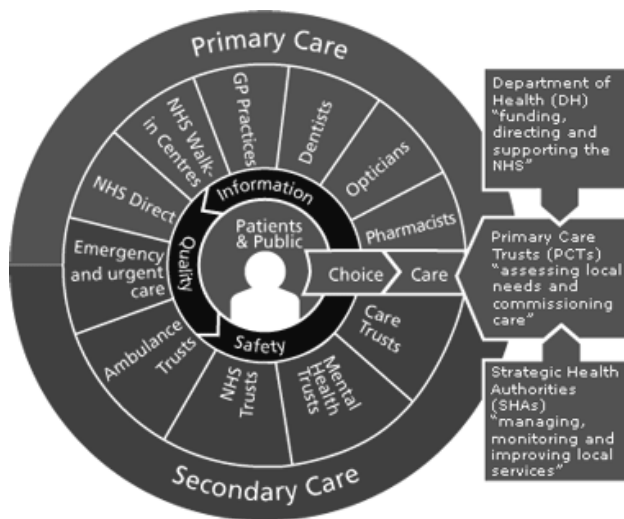 Primary Care
NHS Direct
NHS Walk-
in Centres
GP Practices
Dentists
Opticians
Pharmacists
Information
Quality
Safety
Patients
& Public
Choice
Care
Emergency
and urgent
care
Ambulance
Trusts
NHS
Trusts
Mental
Health
Trusts
Care
Trusts
Secondary Care
Department of
Health (DH)
“funding,
directing and
supporting the
NHS”
Primary Care
Trusts (PCTs)
“assessing local
needs and
commissioning
care”
Strategic Health
Authorities
(SHAs)
“managing,
monitoring and
improving local
services”